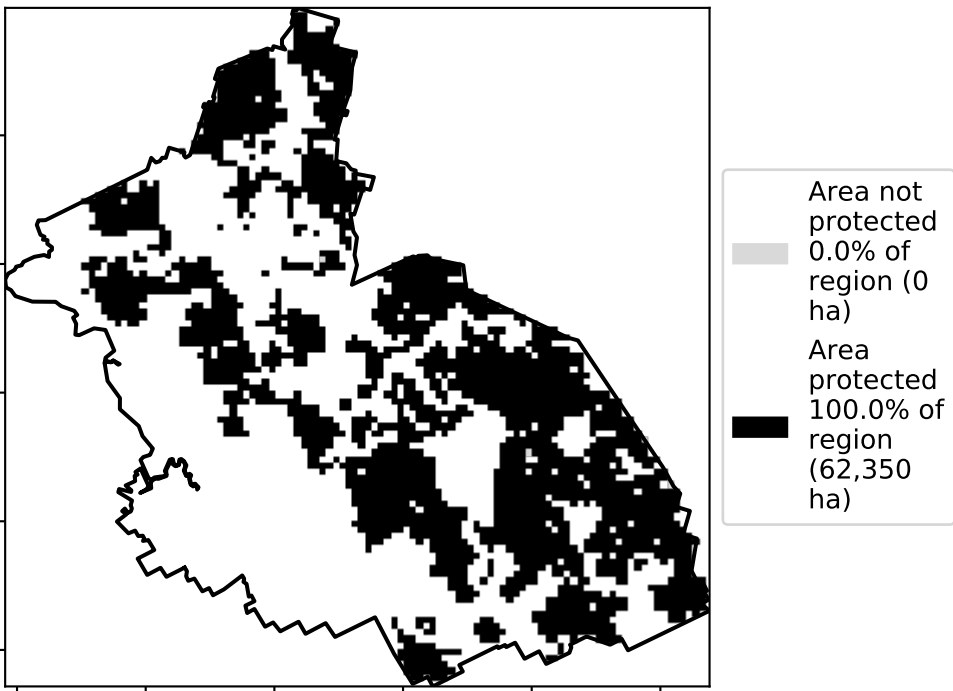 Area not
protected
0.0% of
region (0
ha)
Area
protected
100.0% of
region
(62,350
ha)